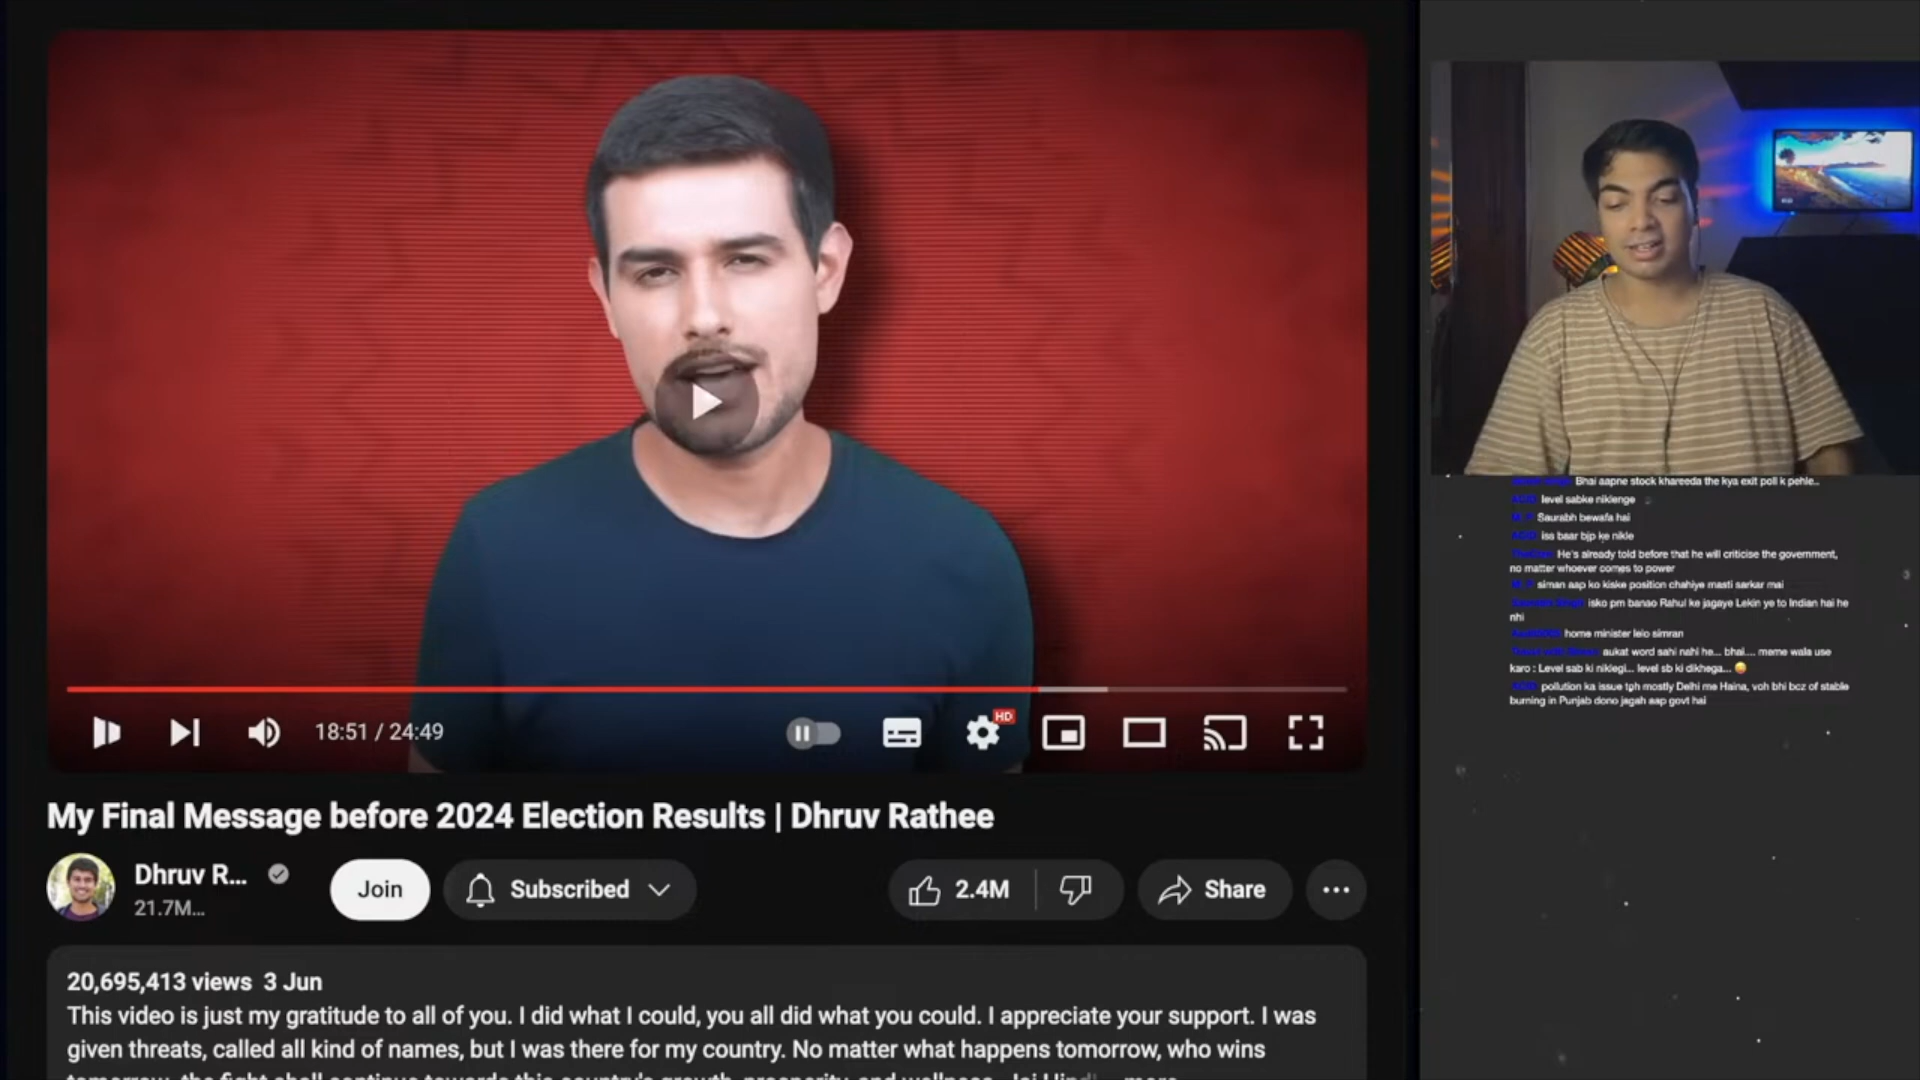 HD
18:51 / 24:49
My Final Message before 2024 Election Results | Dhruv Rathee
Dhruv R...
21.7M...
Join
Subscribed
2.4M
Share
20,695,413 views 3 Jun
This video is just my gratitude to all of you. I did what I could, you all did what you could. I appreciate your support. I was
given threats, called all kind of names, but I was there for my country. No matter what happens tomorrow, who wins
Bhai aapne stock khareeda the kya exit poll k pehle..
level sabke niklenge
Saurabh bewafa hai
iss baar bjp ke nikle
He's already told before that he will criticise the government,
no matter whoever comes to power
siman aap ko kiske position chahiye masti sarkar mai
isko pm banao Rahul ke jagaye Lekin ye to Indian hai he
nhi
home minister leio simran
aukat word sahi nahi he... bhai.... meme wala use
karo : Level sab ki niklegi... level sb ki dikhega...
pollution ka issue tph mostly Delhi me Haina, voh bhi bcz of stable
burning in Punjab dono jagah aap govt hai